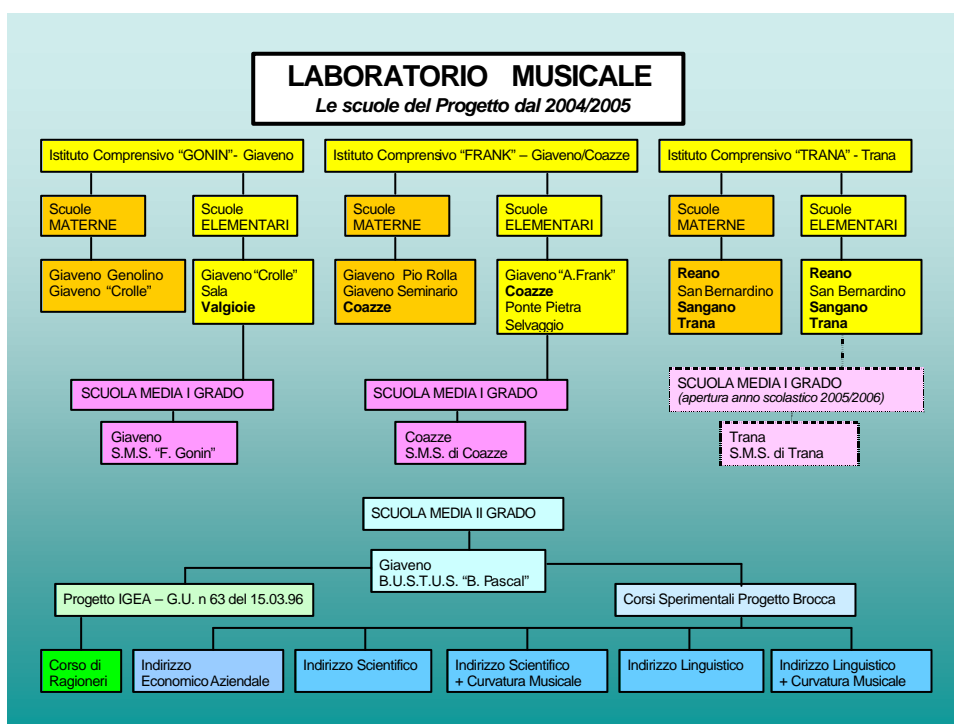 LABORATORIO MUSICALE
Le scuole del Progetto dal 2004/2005
Istituto Comprensivo "GONIN"- Giaveno
Istituto Comprensivo "FRANK" – Giaveno/Coazze
Istituto Comprensivo "TRANA" - Trana
Scuole
MATERNE
Scuole
ELEMENTARI
Scuole
MATERNE
Scuole
ELEMENTARI
Scuole
MATERNE
Scuole
ELEMENTARI
Giaveno Genolino
Giaveno "Crolle"
Giaveno "Crolle"
Sala
Valgioie
Giaveno Pio Rolla
Giaveno Seminario
Coazze
Giaveno "A.Frank"
Coazze
Ponte Pietra
Selvaggio
Reano
San Bernardino
Sangano
Trana
Reano
San Bernardino
Sangano
Trana
SCUOLA MEDIA I GRADO
SCUOLA MEDIA I GRADO
SCUOLA MEDIA I GRADO
(apertura anno scolastico 2005/2006)
Giaveno
S.M.S. "F. Gonin"
Coazze
S.M.S. di Coazze
Trana
S.M.S. di Trana
SCUOLA MEDIA II GRADO
Giaveno
B.U.S.T.U.S. "B. Pascal"
Progetto IGEA – G.U. n 63 del 15.03.96
Corsi Sperimentali Progetto Brocca
Corso di
Ragioneri
Indirizzo
Economico Aziendale
Indirizzo Scientifico
Indirizzo Scientifico
+ Curvatura Musicale
Indirizzo Linguistico
Indirizzo Linguistico
+ Curvatura Musicale